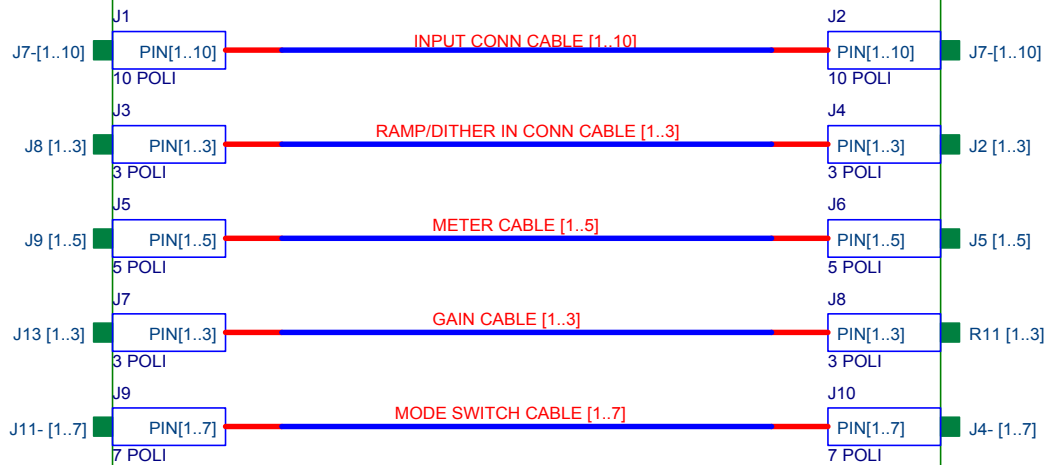 J1 J2
INPUT CONN CABLE [1..10]
J7-[1..10] PIN[1..10] PIN[1..10] J7-[1..10]
10 POLI 10 POLI
J3 J4
RAMP/DITHER IN CONN CABLE [1..3]
J8 [1..3] PIN[1..3] PIN[1..3] J2 [1..3]
3 POLI 3 POLI
J5 J6
METER CABLE [1..5]
J9 [1..5] PIN[1..5] PIN[1..5] J5 [1..5]
5 POLI 5 POLI
J7 J8
GAIN CABLE [1..3]
J13 [1..3] PIN[1..3] PIN[1..3] R11 [1..3]
3 POLI 3 POLI
J9 J10
MODE SWITCH CABLE [1..7]
J11- [1..7] PIN[1..7] PIN[1..7] J4- [1..7]
7 POLI 7 POLI